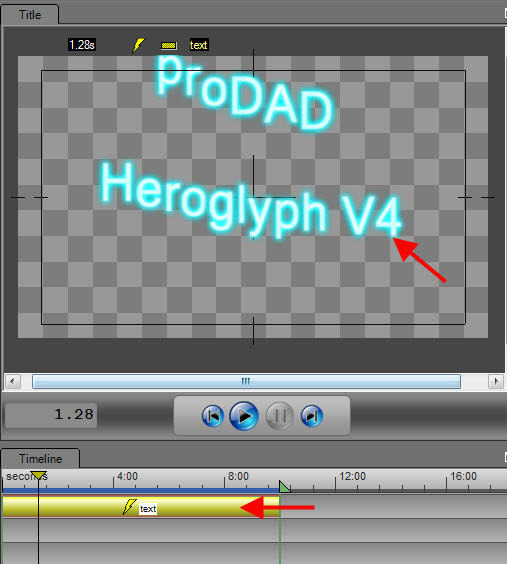 Title
1.28s text
proDAD
Heroglyph V4
1.28
Timeline
seconds 4:00 8:00 12:00 16:00
text